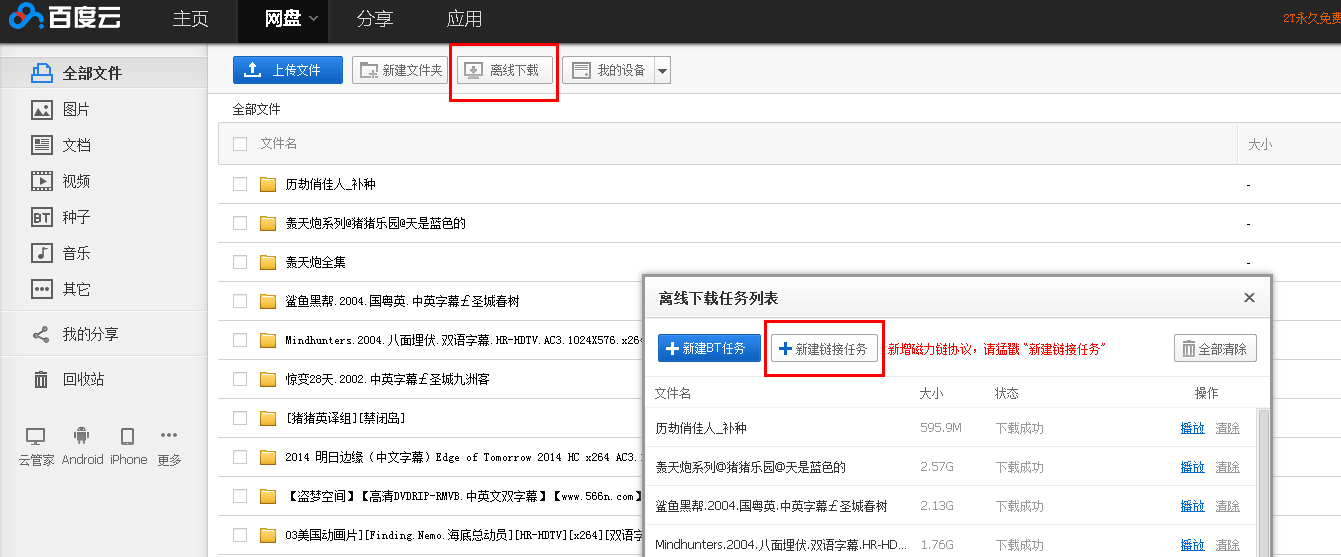 百度云 主页 网盘 分享 应用 2T永久免费
全部文件
图片
文档
视频
BT 种子
音乐
其它
我的分享
回收站
云管家 Android iPhone 更多
上传文件 新建文件夹 离线下载 我的设备
全部文件
文件名 大小
历劫俏佳人_补种 -
轰天炮系列@猪猪乐园@天是蓝色的 -
轰天炮全集 -
鲨鱼黑帮.2004.国粤英.中英字幕￡圣城春树
Mindhunters.2004.八面埋伏.双语字幕.HR-HDTV.AC3.1024X576.x264
惊变28天.2002.中英字幕￡圣城九洲客
[猪猪英译组][禁闭岛]
2014 明日边缘（中文字幕）Edge of Tomorrow 2014 HC x264 AC3.
【盗梦空间】【高清DVDRIP-RMVB.中英文双字幕】【www.566n.com】
03美国动画片][Finding.Nemo.海底总动员][HR-HDTV][x264][双语字
离线下载任务列表
新建BT任务 新建链接任务 新增磁力链协议，请猛戳“新建链接任务” 全部清除
文件名 大小 状态 操作
历劫俏佳人_补种 595.9M 下载成功 播放 清除
轰天炮系列@猪猪乐园@天是蓝色的 2.57G 下载成功 播放 清除
鲨鱼黑帮.2004.国粤英.中英字幕￡圣城春树 2.13G 下载成功 播放 清除
Mindhunters.2004.八面埋伏.双语字幕.HR-HD... 1.76G 下载成功 播放 清除